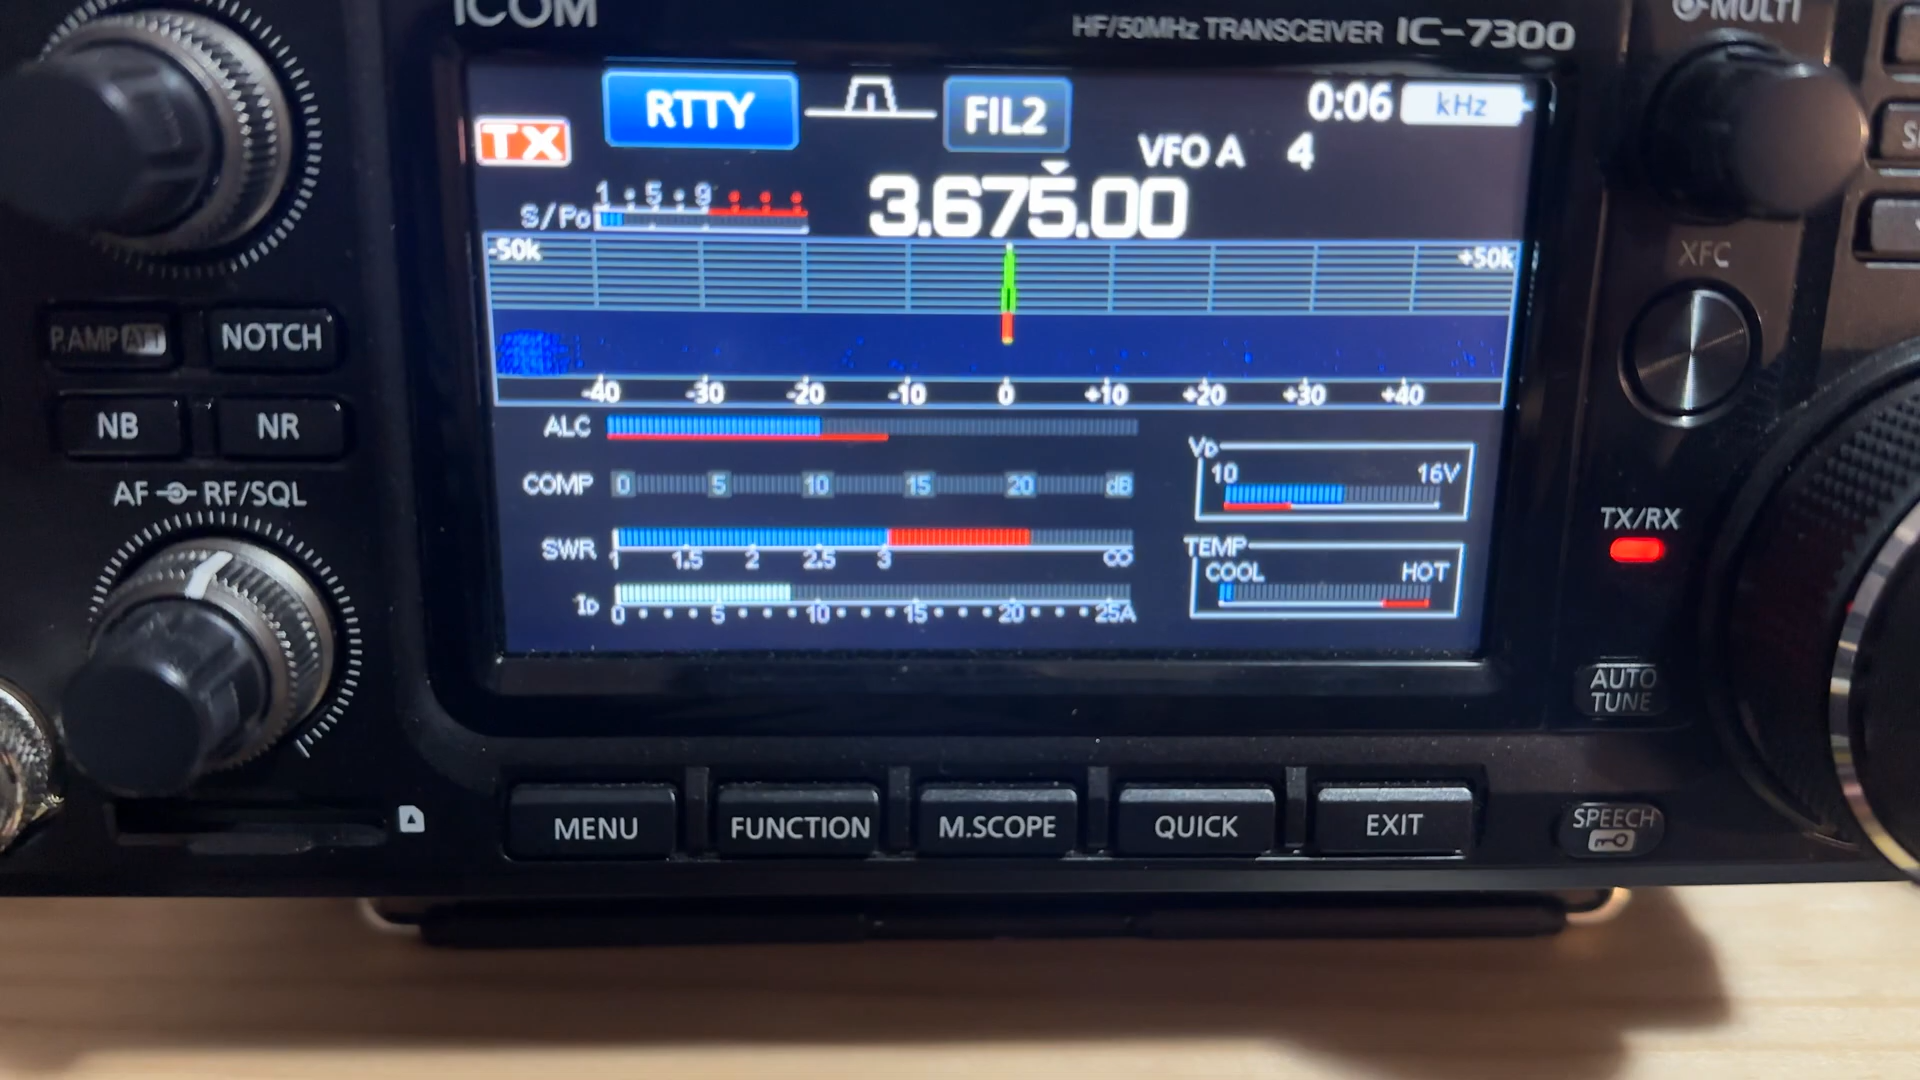 ICOM
HF/50MHz TRANSCEIVER IC-7300
MULTI
TX
RTTY
FIL2
0:06
kHz
VFO A 4
S/Po
1 5 9
3.675.00
-50k
+50k
-40 -30 -20 -10 0 +10 +20 +30 +40
ALC
COMP 0 5 10 15 20 dB
SWR
1 1.5 2 2.5 3 ∞
ID
0 5 10 15 20 25A
VD
10 16V
TEMP
COOL HOT
P.AMP ATT
NOTCH
NB
NR
AF RF/SQL
XFC
TX/RX
AUTO
TUNE
SPEECH
MENU
FUNCTION
M.SCOPE
QUICK
EXIT